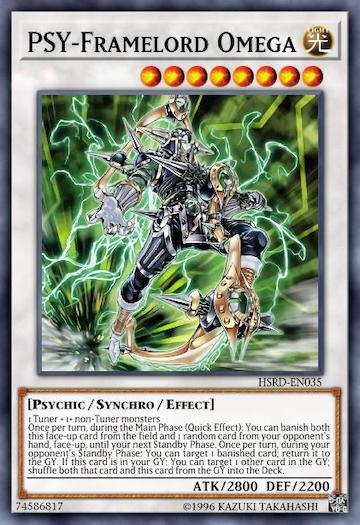 PSY-Framelord Omega
LIGHT
光
HSRD-EN035
[Psychic / Synchro / Effect]
1 Tuner + 1+ non-Tuner monsters
Once per turn, during the Main Phase (Quick Effect): You can banish both
this face-up card from the field and 1 random card from your opponent's
hand, face-up, until your next Standby Phase. Once per turn, during your
opponent's Standby Phase: You can target 1 banished card; return it
to the GY. If this card is in your GY: You can target 1 other card in the GY;
shuffle both that card and this card from the GY into the Deck.
ATK/2800 DEF/2200
74586817
©1996 KAZUKI TAKAHASHI